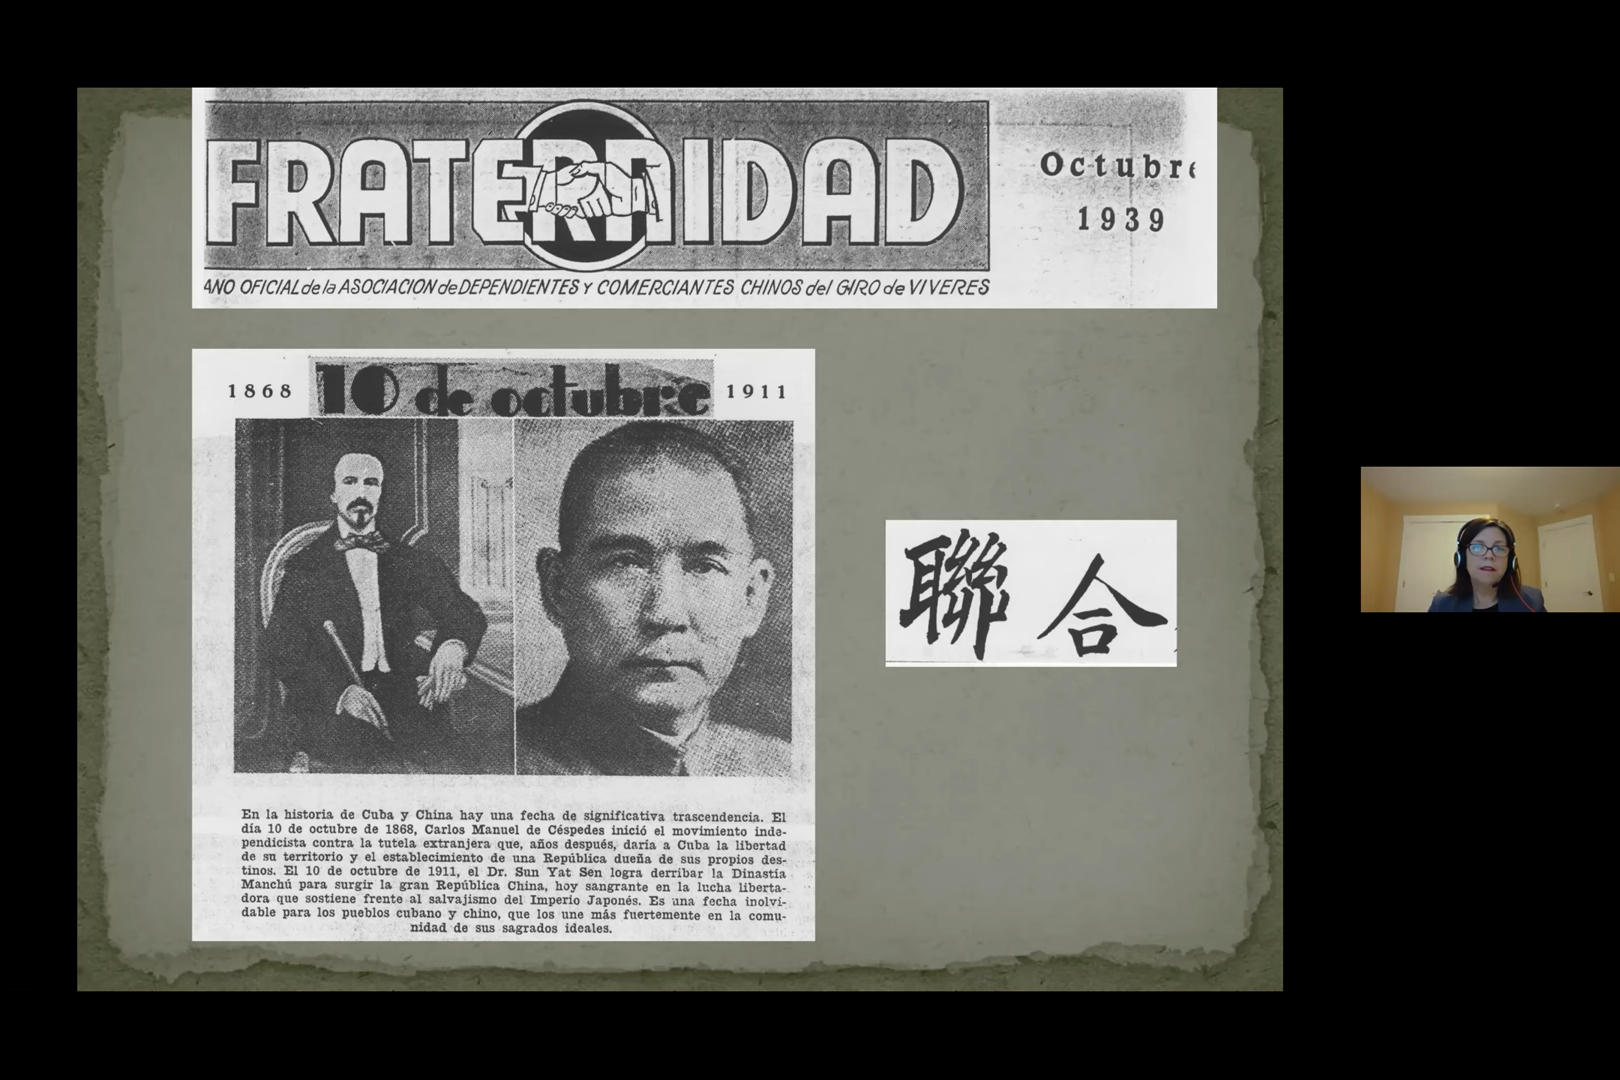 FRATERNIDAD
Octubre
1939
ANO OFICIAL de la ASOCIACION de DEPENDIENTES Y COMERCIANTES CHINOS del GIRO de VIVERES
1868 10 de octubre 1911
聯合
En la historia de Cuba y China hay una fecha de significativa trascendencia. El
día 10 de octubre de 1868, Carlos Manuel de Céspedes inició el movimiento inde-
pendicista contra la tutela extranjera que, años después, daría a Cuba la libertad
de su territorio y el establecimiento de una República dueña de sus propios des-
tinos. El 10 de octubre de 1911, el Dr. Sun Yat Sen logra derribar la Dinastía
Manchú para surgir la gran República China, hoy sangrante en la lucha liberta-
dora que sostiene frente al salvajismo del Imperio Japonés. Es una fecha inolvi-
dable para los pueblos cubano y chino, que los une más fuertemente en la comu-
nidad de sus sagrados ideales.